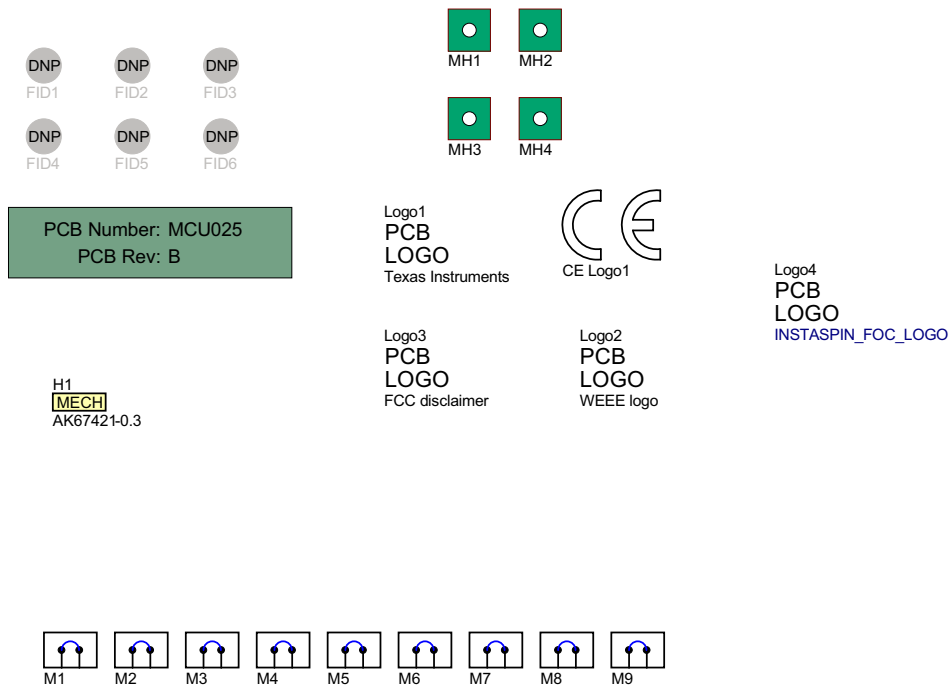 MH1 MH2
DNP DNP DNP
FID1 FID2 FID3
MH3 MH4
DNP DNP DNP
FID4 FID5 FID6
PCB Number: MCU025
PCB Rev: B
Logo1
PCB
LOGO
Texas Instruments
CE
CE Logo1
Logo4
PCB
LOGO
INSTASPIN_FOC_LOGO
Logo3
PCB
LOGO
FCC disclaimer
Logo2
PCB
LOGO
WEEE logo
H1
MECH
AK67421-0.3
M1 M2 M3 M4 M5 M6 M7 M8 M9